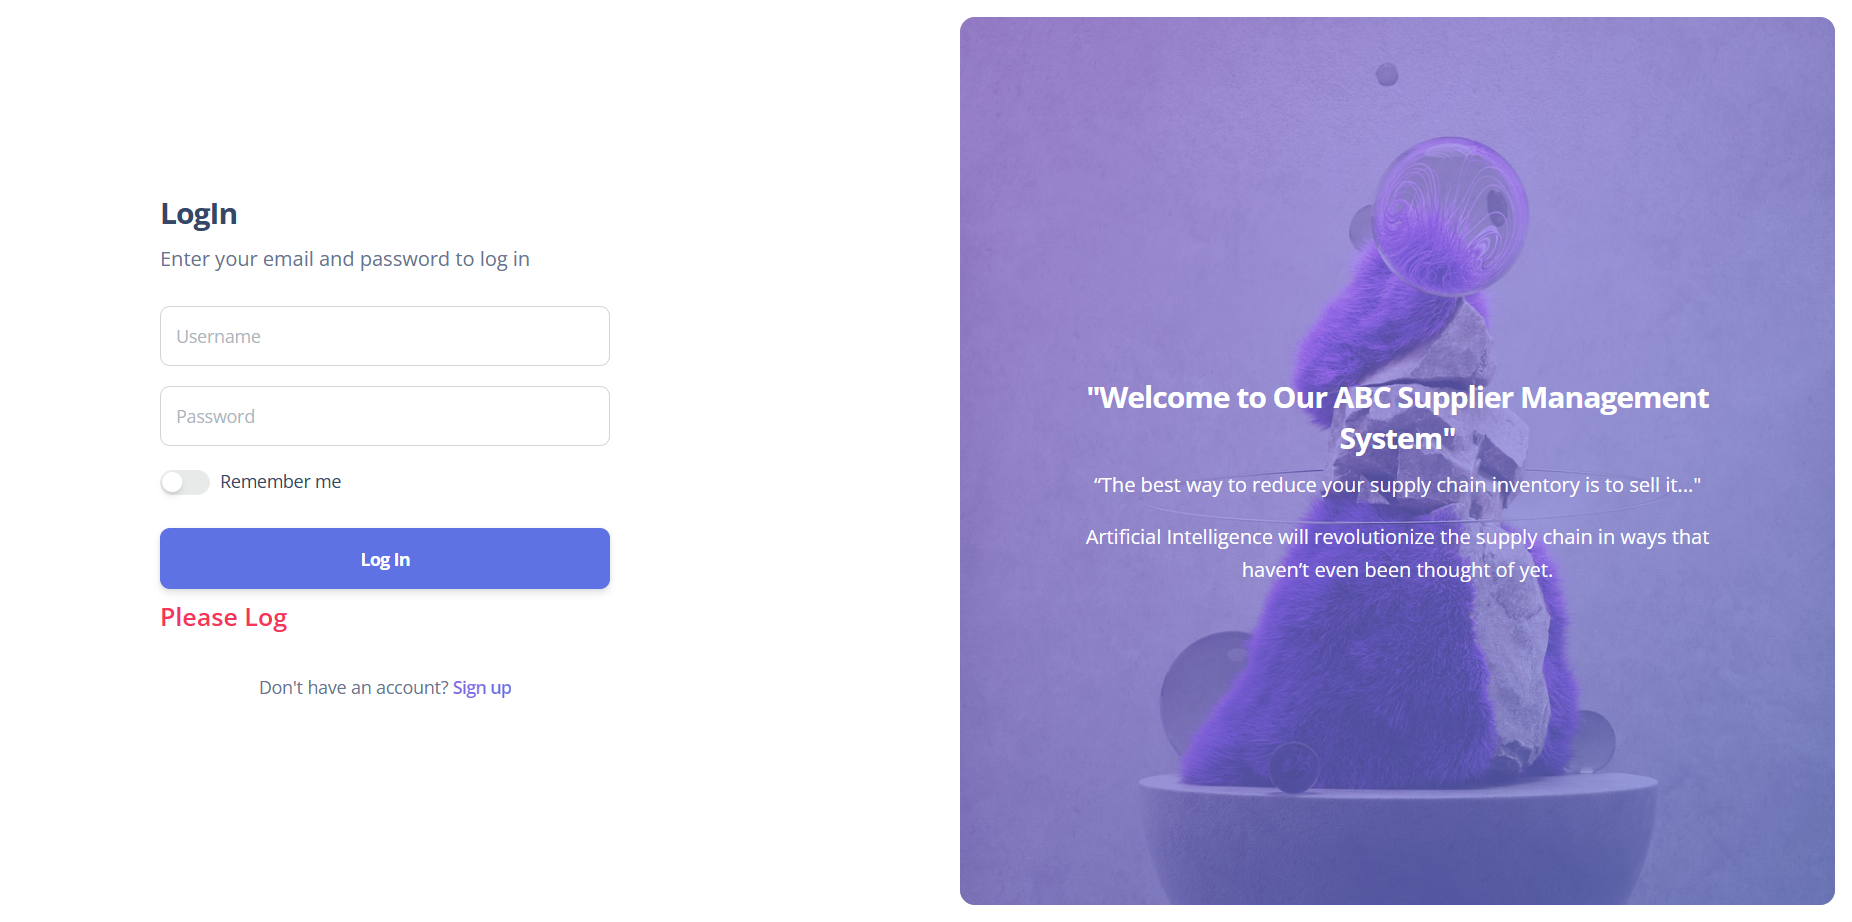 LogIn
Enter your email and password to log in
Username
Password
Remember me
Log In
Please Log
Don't have an account? Sign up
"Welcome to Our ABC Supplier Management
System"
“The best way to reduce your supply chain inventory is to sell it..."
Artificial Intelligence will revolutionize the supply chain in ways that
haven’t even been thought of yet.